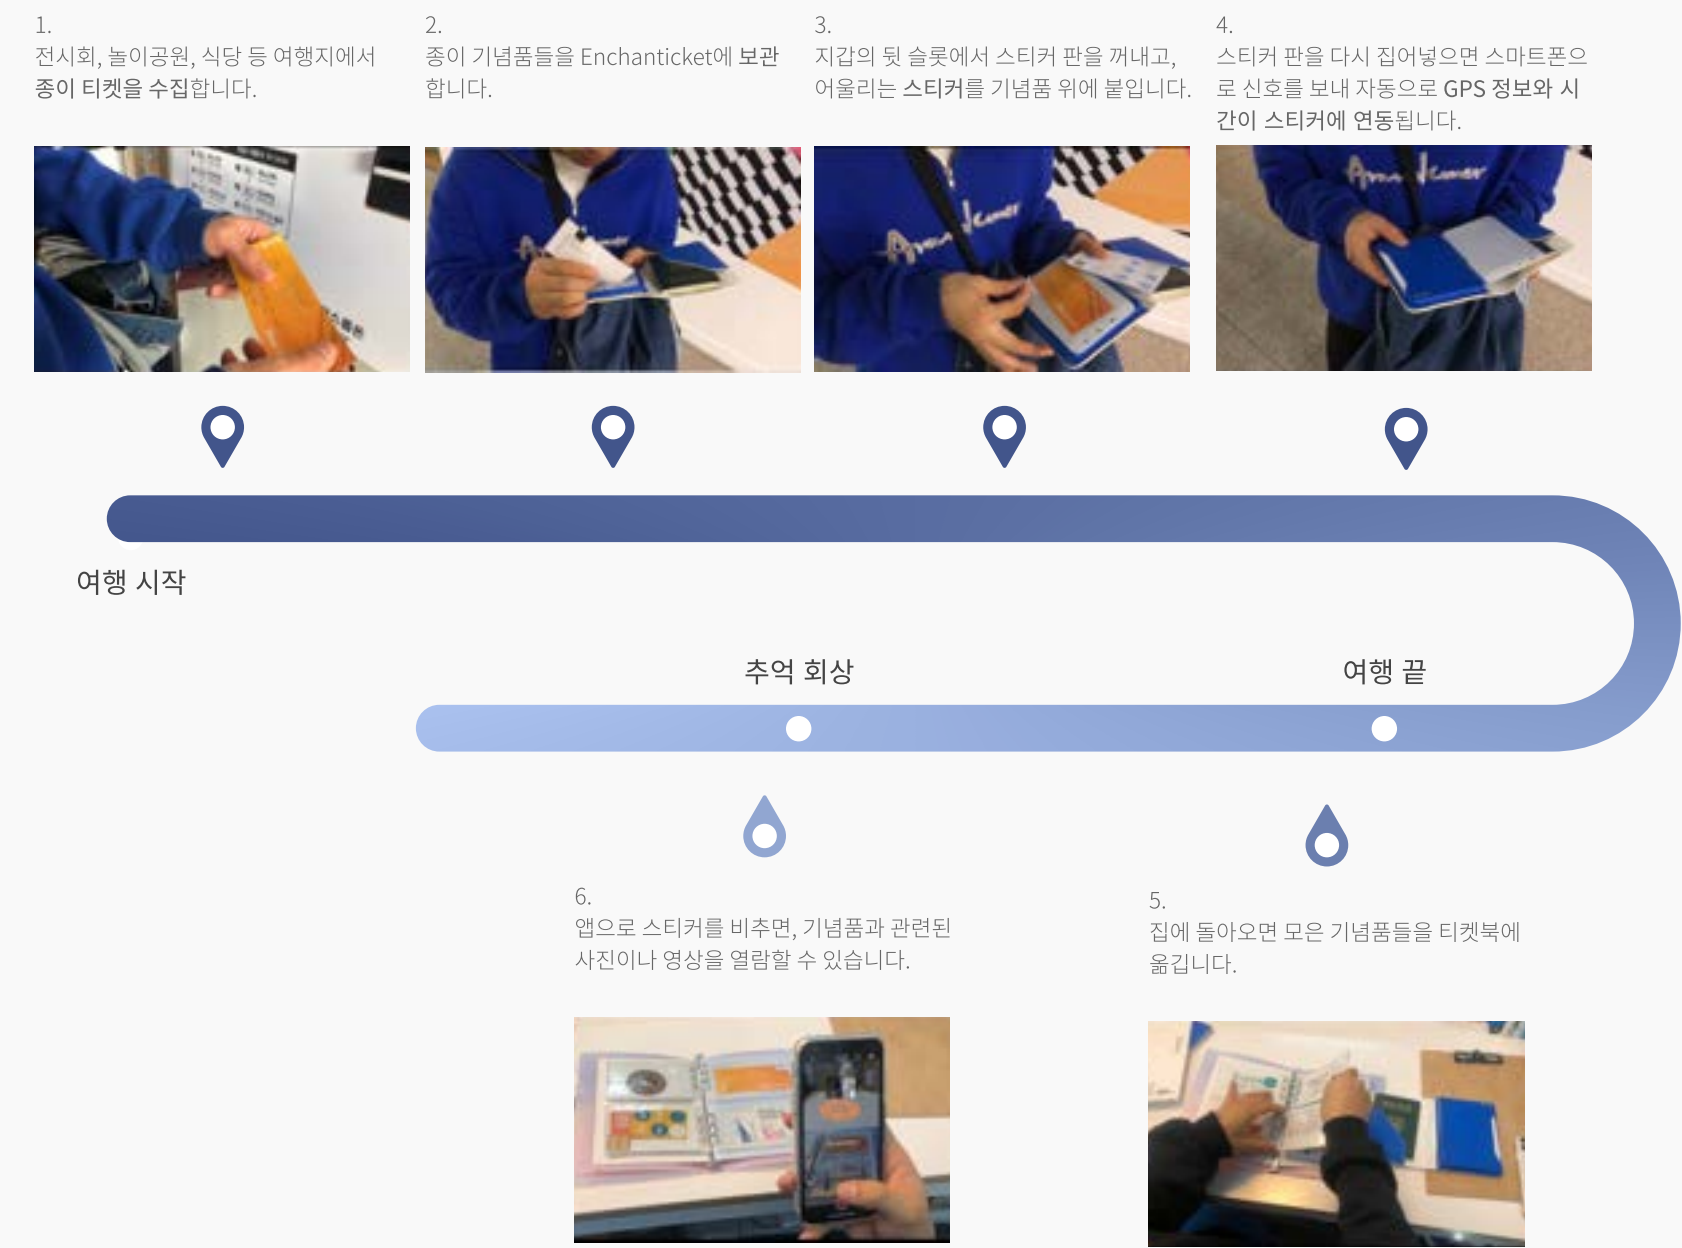 1.
전시회, 놀이공원, 식당 등 여행지에서
종이 티켓을 수집합니다.
2.
종이 기념품들을 Enchanticket에 보관
합니다.
3.
지갑의 뒷 슬롯에서 스티커 판을 꺼내고,
어울리는 스티커를 기념품 위에 붙입니다.
4.
스티커 판을 다시 집어넣으면 스마트폰으
로 신호를 보내 자동으로 GPS 정보와 시
간이 스티커에 연동됩니다.
여행 시작
추억 회상
여행 끝
6.
앱으로 스티커를 비추면, 기념품과 관련된
사진이나 영상을 열람할 수 있습니다.
5.
집에 돌아오면 모은 기념품들을 티켓북에
옮깁니다.